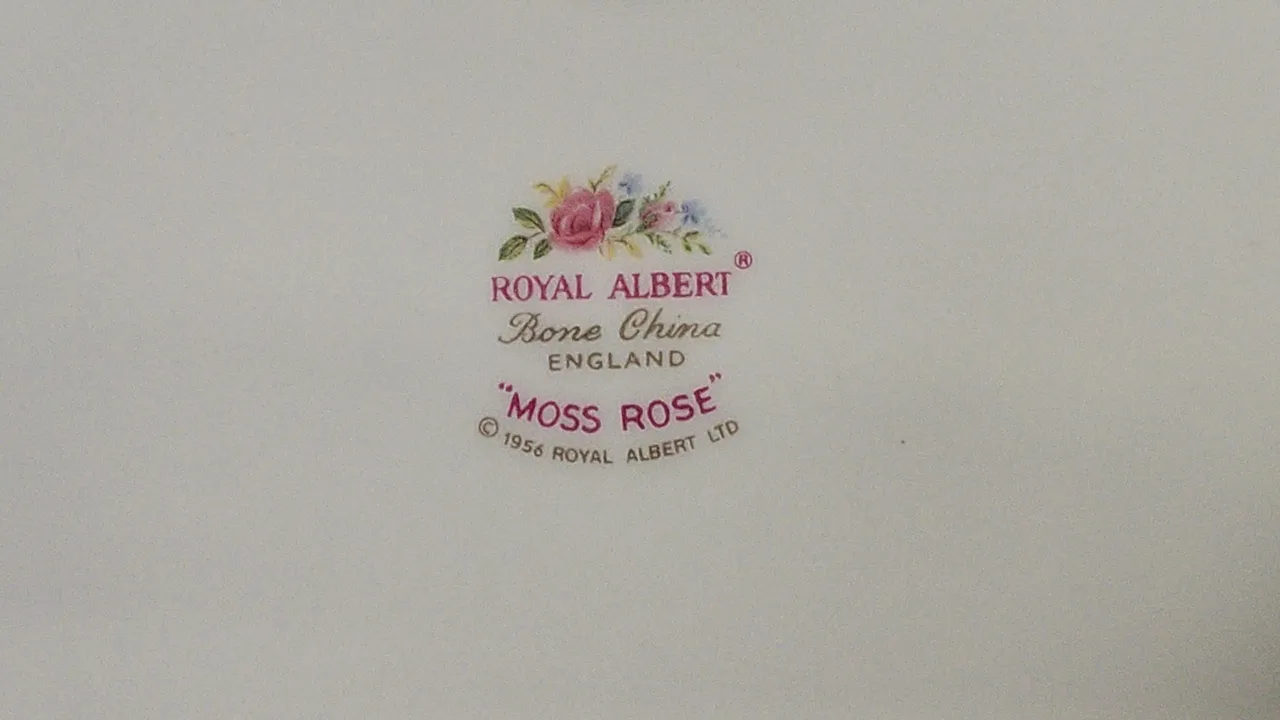 ROYAL ALBERT®
Bone China
ENGLAND
"MOSS ROSE"
© 1956 ROYAL ALBERT LTD